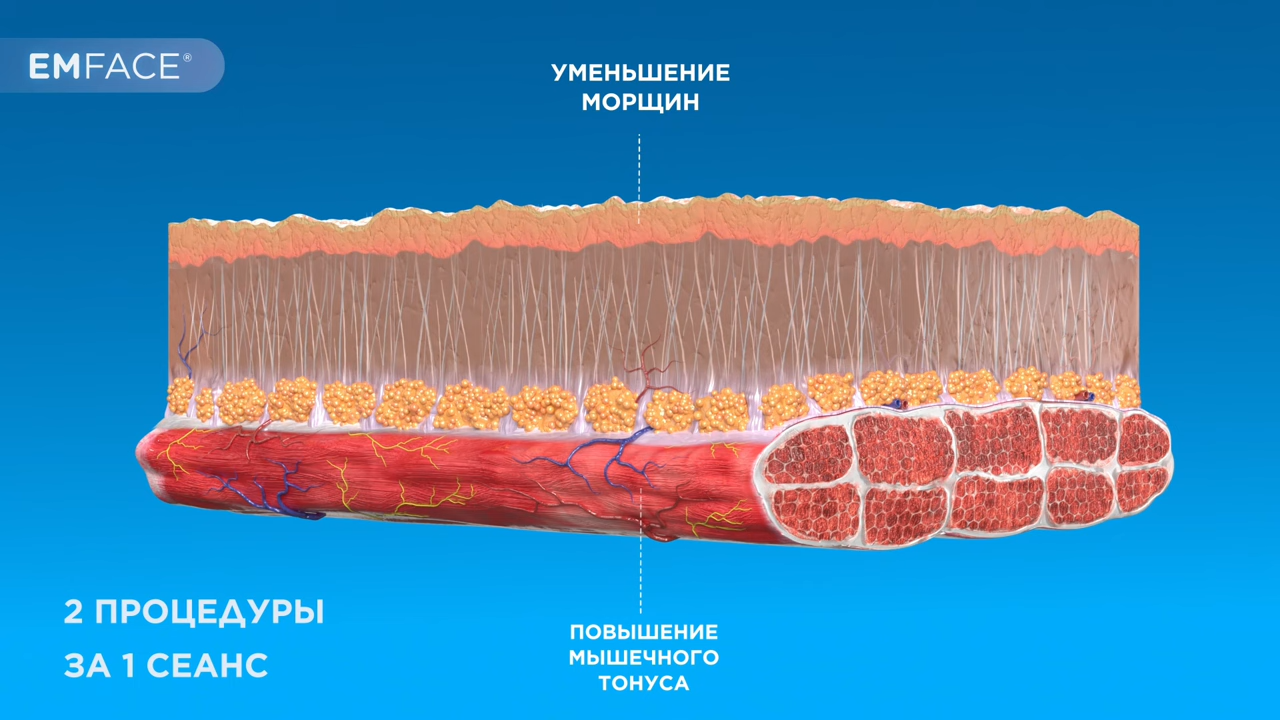 EMFACE®
УМЕНЬШЕНИЕ
МОРЩИН
2 ПРОЦЕДУРЫ
ЗА 1 СЕАНС
ПОВЫШЕНИЕ
МЫШЕЧНОГО
ТОНУСА